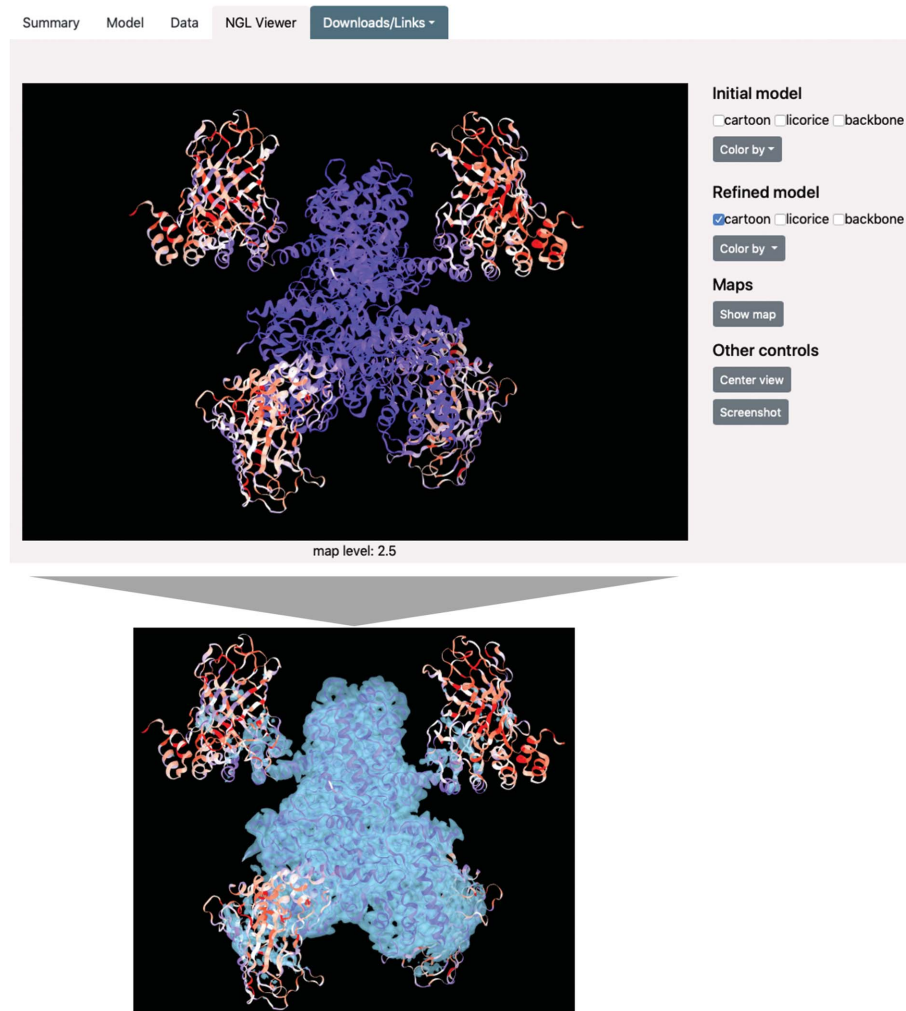 Summary Model Data NGL Viewer Downloads/Links
Initial model
cartoon licorice backbone
Color by
Refined model
cartoon licorice backbone
Color by
Maps
Show map
Other controls
Center view
Screenshot
map level: 2.5